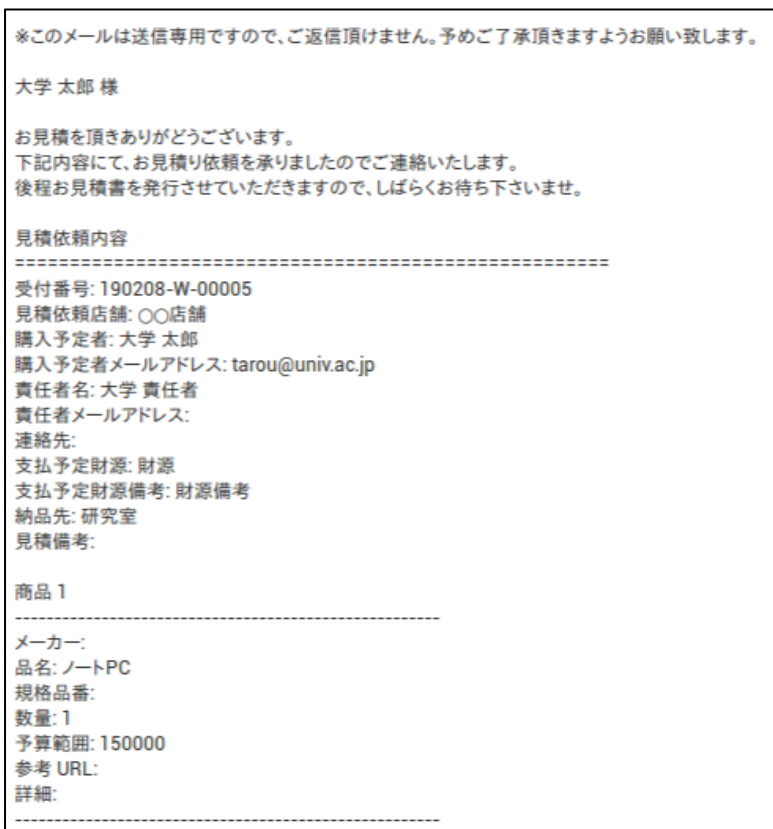 ※このメールは送信専用ですので、ご返信頂けません。予めご了承頂きますようお願い致します。
大学 太郎 様
お見積を頂きありがとうございます。
下記内容にて、お見積り依頼を承りましたのでご連絡いたします。
後程お見積書を発行させていただきますので、しばらくお待ち下さいませ。
見積依頼内容
======================================================
受付番号: 190208-W-00005
見積依頼店舗: ○○店舗
購入予定者: 大学 太郎
購入予定者メールアドレス: tarou@univ.ac.jp
責任者名: 大学 責任者
責任者メールアドレス:
連絡先:
支払予定財源: 財源
支払予定財源備考: 財源備考
納品先: 研究室
見積備考:
商品 1
-----------------------------------------------------
メーカー:
品名: ノートPC
規格品番:
数量: 1
予算範囲: 150000
参考 URL:
詳細:
-----------------------------------------------------